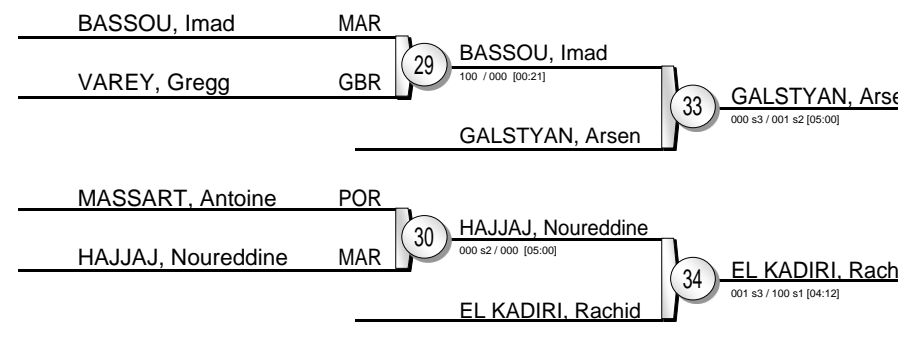 BASSOU, Imad MAR
29
BASSOU, Imad
100 / 000 [00:21]
VAREY, Gregg GBR
33
GALSTYAN, Arse
000 s3 / 001 s2 [05:00]
GALSTYAN, Arsen
MASSART, Antoine POR
30
HAJJAJ, Noureddine
000 s2 / 000 [05:00]
HAJJAJ, Noureddine MAR
34
EL KADIRI, Rach
001 s3 / 100 s1 [04:12]
EL KADIRI, Rachid